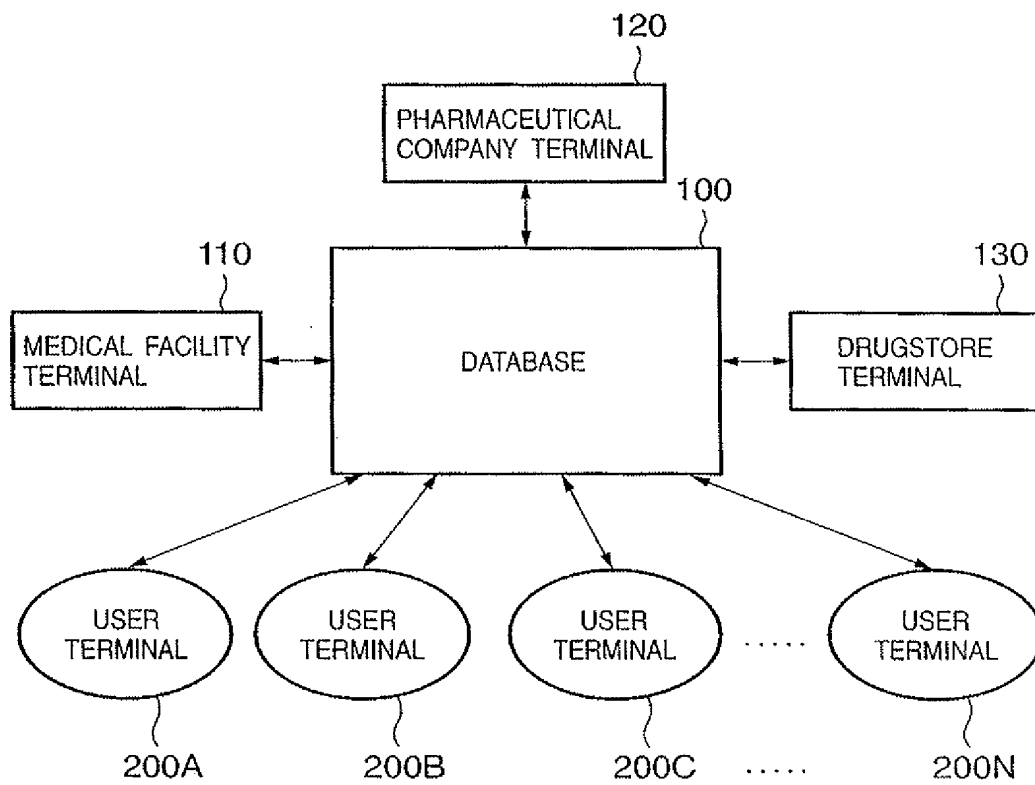 120
PHARMACEUTICAL
COMPANY TERMINAL
100
110
130
MEDICAL FACILITY
TERMINAL
DATABASE
DRUGSTORE
TERMINAL
USER
TERMINAL
USER
TERMINAL
USER
TERMINAL
.....
USER
TERMINAL
200A
200B
200C
.....
200N